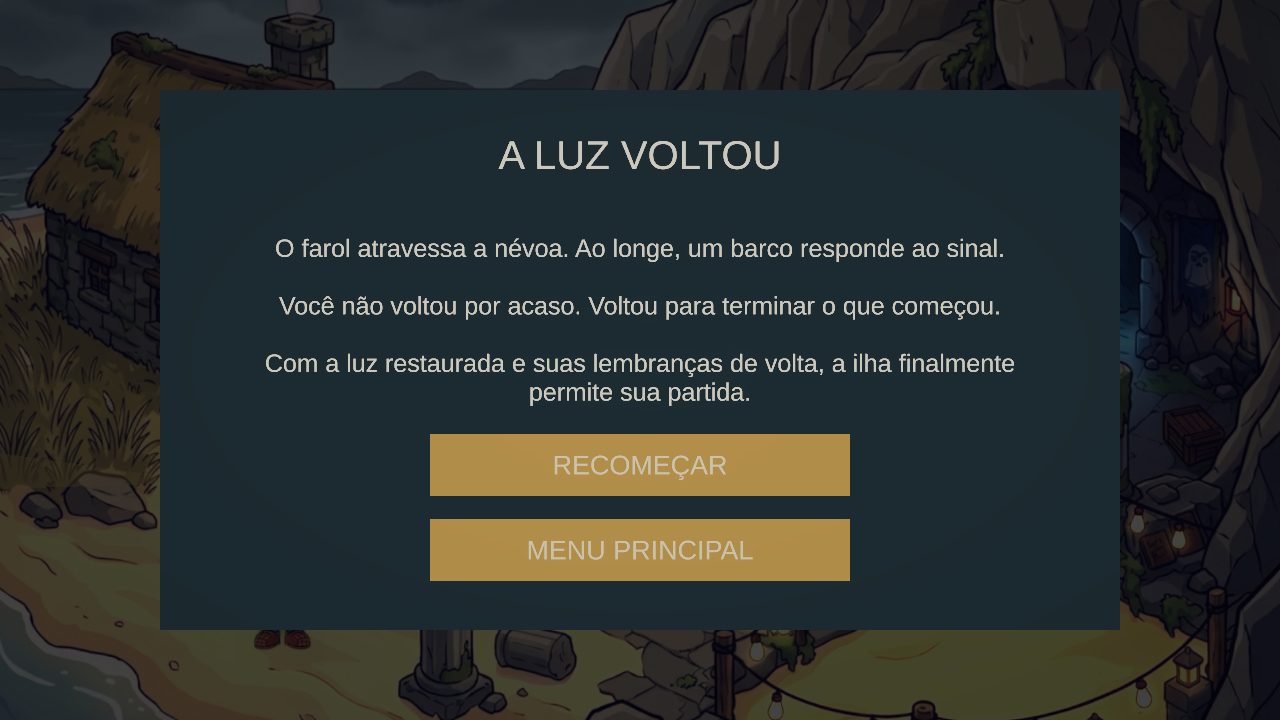 A LUZ VOLTOU
O farol atravessa a névoa. Ao longe, um barco responde ao sinal.
Você não voltou por acaso. Voltou para terminar o que começou.
Com a luz restaurada e suas lembranças de volta, a ilha finalmente
permite sua partida.
RECOMEÇAR
MENU PRINCIPAL